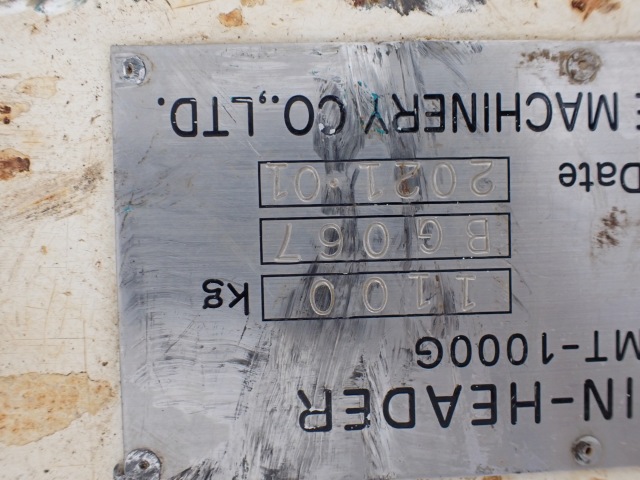 IN-HEADER
MT-1000G
1100 kg
BG067
Date 2021.01
E MACHINERY CO.,LTD.